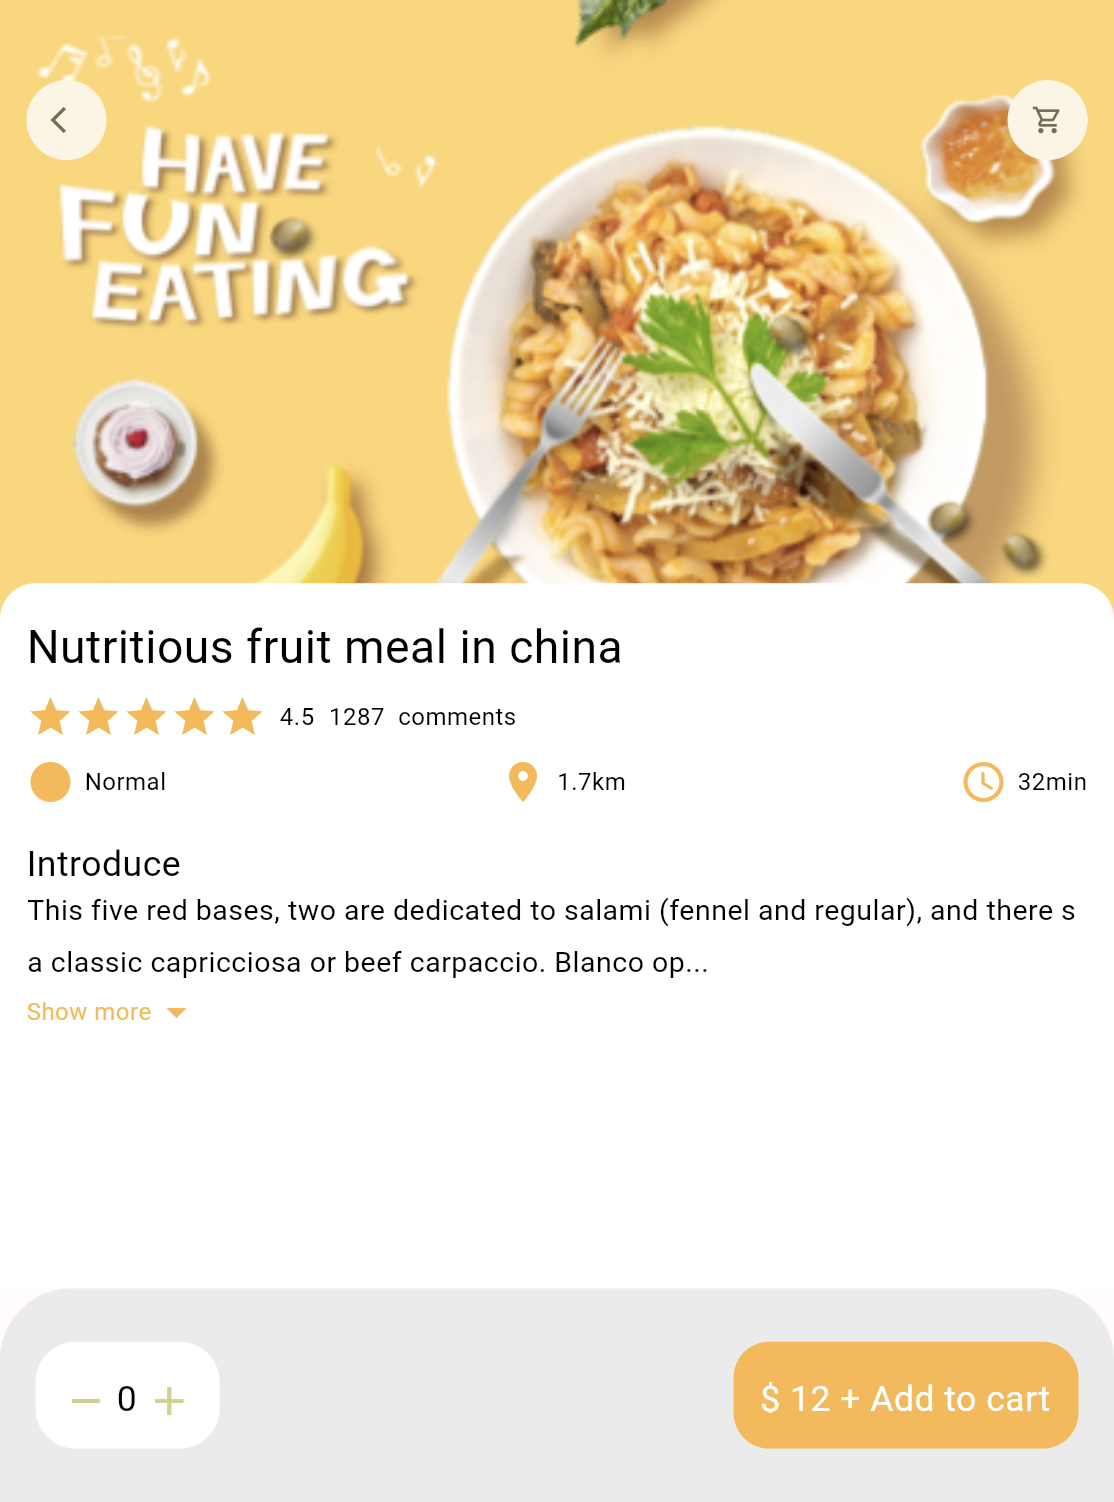 HAVE
FUN
EATING
Nutritious fruit meal in china
4.5 1287 comments
Normal
1.7km
32min
Introduce
This five red bases, two are dedicated to salami (fennel and regular), and there s
a classic capricciosa or beef carpaccio. Blanco op...
Show more
0
$ 12 + Add to cart